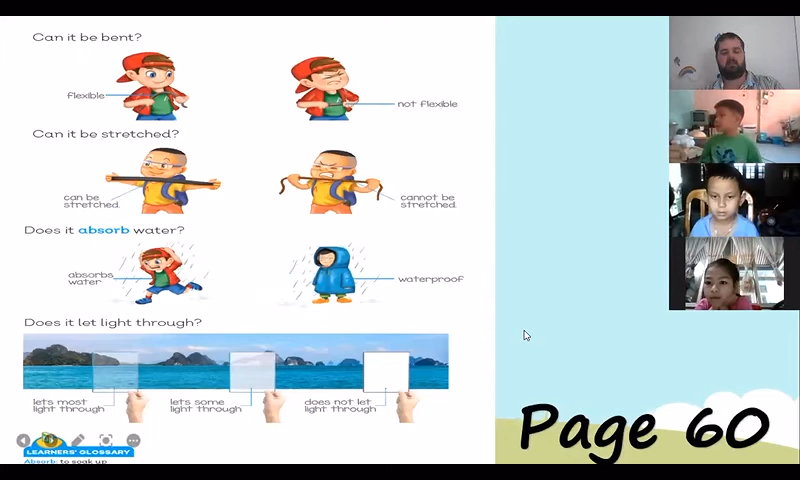 Can it be bent?
flexible
not flexible
Can it be stretched?
can be
stretched.
cannot be
stretched.
Does it absorb water?
absorbs
water
waterproof
Does it let light through?
lets most
light through
lets some
light through
does not let
light through
LEARNERS' GLOSSARY
Absorb: to soak up
Page 60